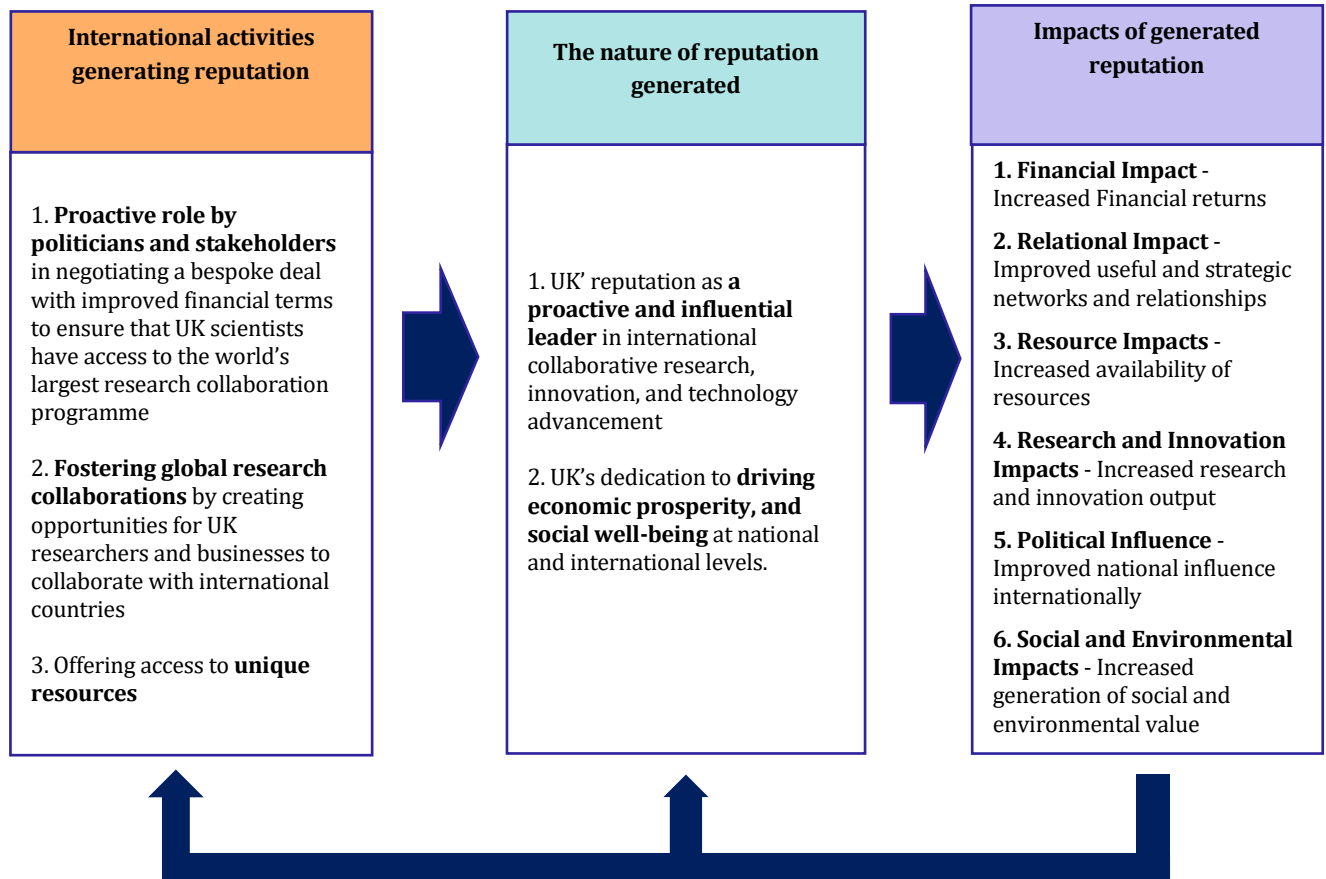 International activities
generating reputation
1. Proactive role by
politicians and stakeholders
in negotiating a bespoke deal
with improved financial terms
to ensure that UK scientists
have access to the world's
largest research collaboration
programme
2. Fostering global research
collaborations by creating
opportunities for UK
researchers and businesses to
collaborate with international
countries
3. Offering access to unique
resources
The nature of reputation
generated
1. UK' reputation as a
proactive and influential
leader in international
collaborative research,
innovation, and technology
advancement
2. UK's dedication to driving
economic prosperity, and
social well-being at national
and international levels.
Impacts of generated
reputation
1. Financial Impact -
Increased Financial returns
2. Relational Impact -
Improved useful and strategic
networks and relationships
3. Resource Impacts -
Increased availability of
resources
4. Research and Innovation
Impacts - Increased research
and innovation output
5. Political Influence -
Improved national influence
internationally
6. Social and Environmental
Impacts - Increased
generation of social and
environmental value